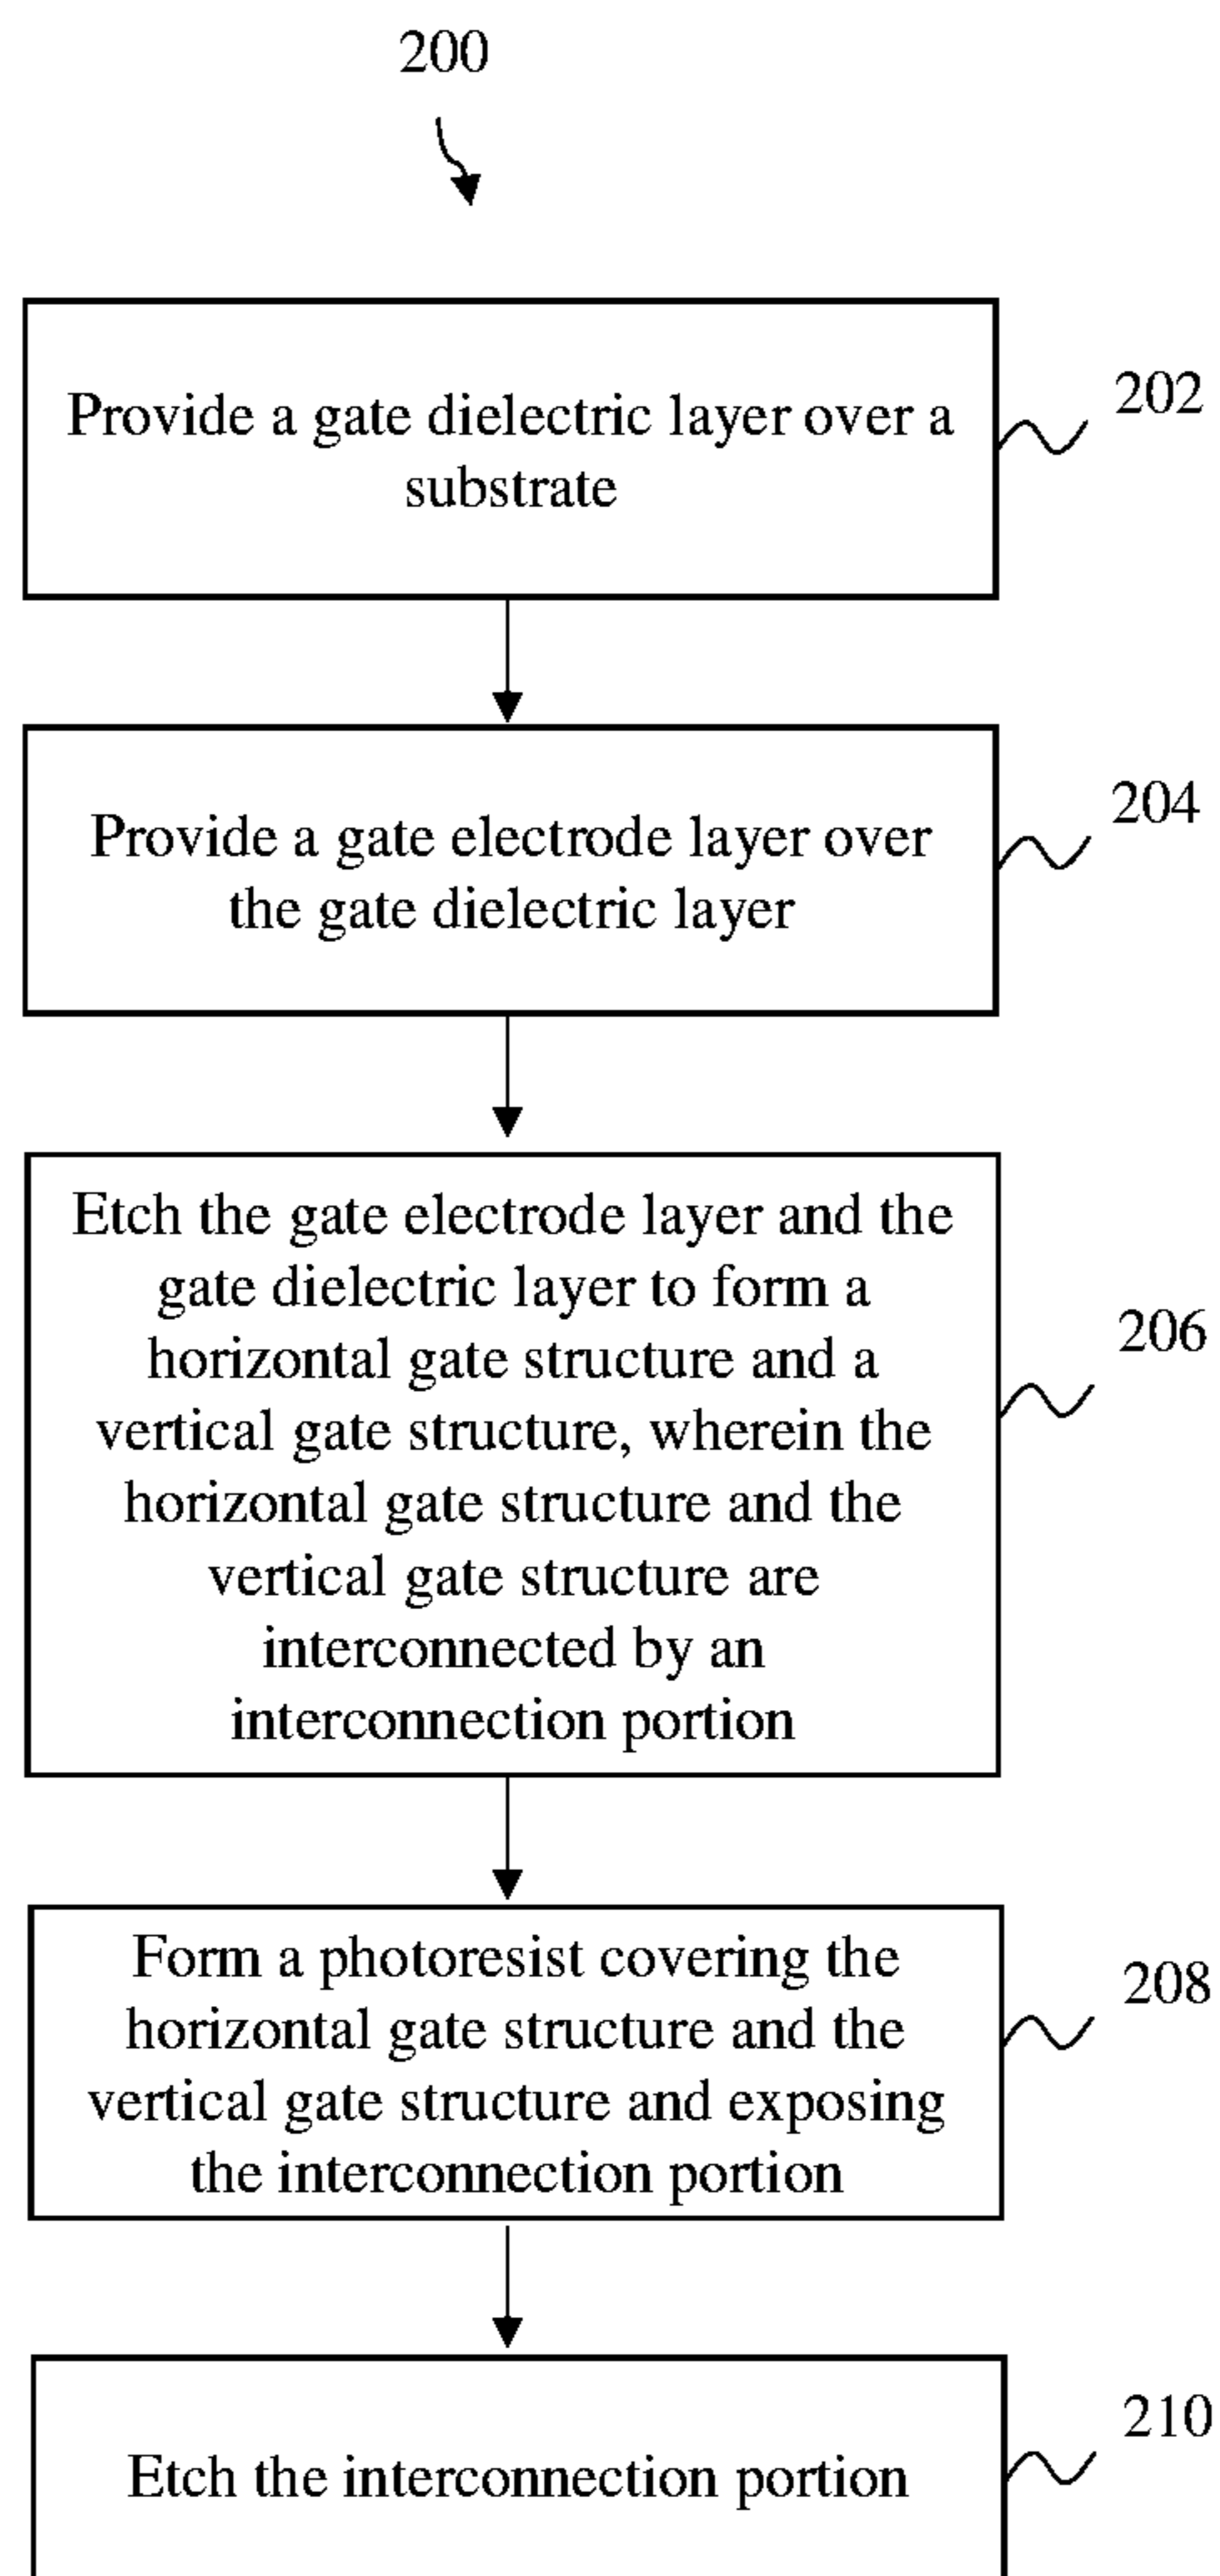 200
Provide a gate dielectric layer over a
substrate
202
Provide a gate electrode layer over
the gate dielectric layer
204
Etch the gate electrode layer and the
gate dielectric layer to form a
horizontal gate structure and a
vertical gate structure, wherein the
horizontal gate structure and the
vertical gate structure are
interconnected by an
interconnection portion
206
Form a photoresist covering the
horizontal gate structure and the
vertical gate structure and exposing
the interconnection portion
208
Etch the interconnection portion
210